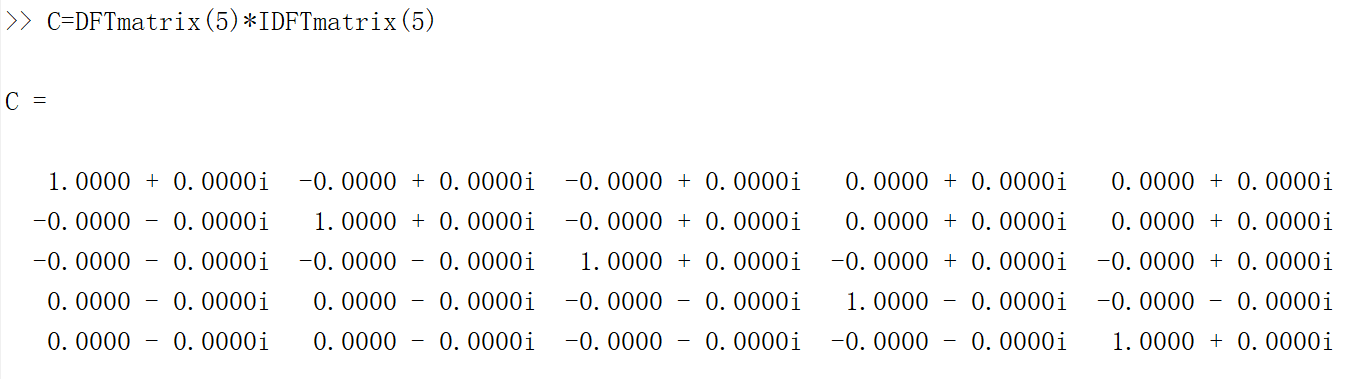 >> C=DFTmatrix(5)*IDFTmatrix(5)
C =
1.0000 + 0.0000i -0.0000 + 0.0000i -0.0000 + 0.0000i 0.0000 + 0.0000i 0.0000 + 0.0000i
-0.0000 - 0.0000i 1.0000 + 0.0000i -0.0000 + 0.0000i 0.0000 + 0.0000i 0.0000 + 0.0000i
-0.0000 - 0.0000i -0.0000 - 0.0000i 1.0000 + 0.0000i -0.0000 + 0.0000i -0.0000 + 0.0000i
0.0000 - 0.0000i 0.0000 - 0.0000i -0.0000 - 0.0000i 1.0000 - 0.0000i -0.0000 - 0.0000i
0.0000 - 0.0000i 0.0000 - 0.0000i -0.0000 - 0.0000i -0.0000 - 0.0000i 1.0000 + 0.0000i